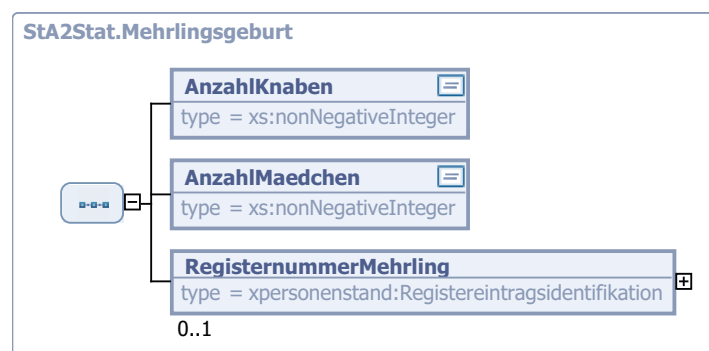 StA2Stat.Mehrlingsgeburt
AnzahlKnaben
type = xs:nonNegativeInteger
AnzahlMaedchen
type = xs:nonNegativeInteger
RegisternummerMehrling
type = xpersonenstand:Registereintragsidentifikation
0..1